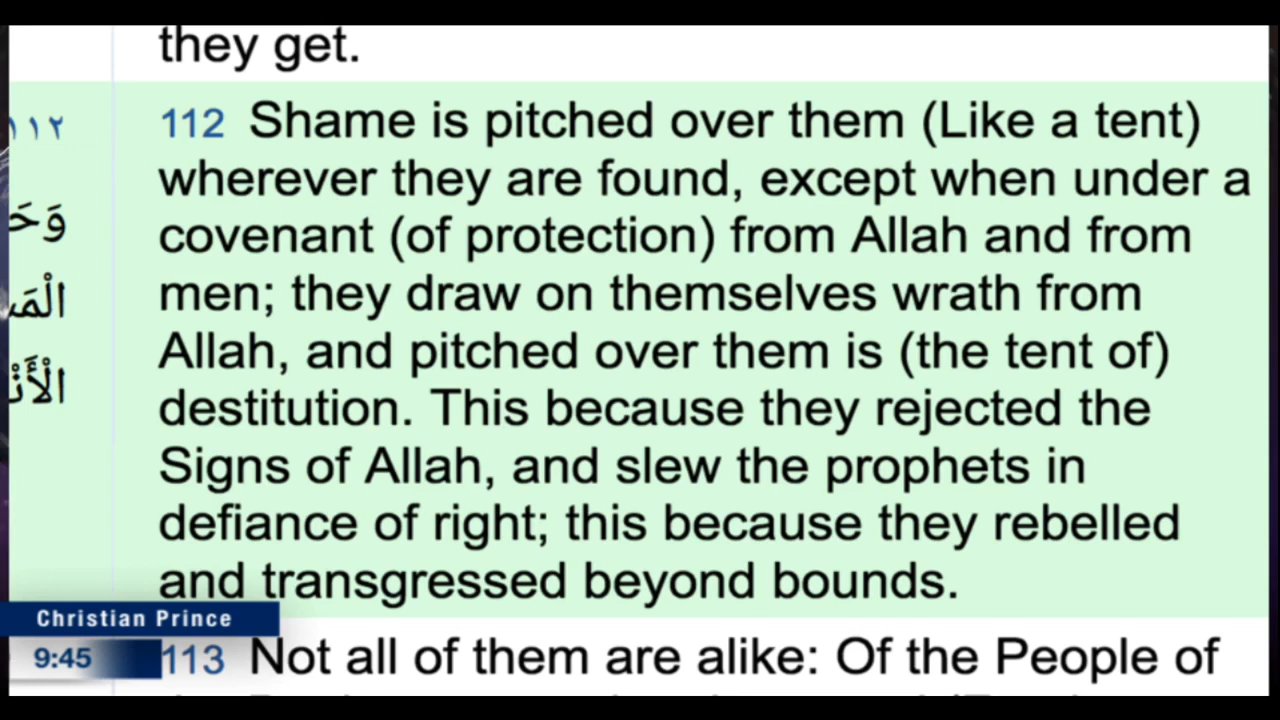 they get.
١١٢
112 Shame is pitched over them (Like a tent)
wherever they are found, except when under a
covenant (of protection) from Allah and from
men; they draw on themselves wrath from
Allah, and pitched over them is (the tent of)
destitution. This because they rejected the
Signs of Allah, and slew the prophets in
defiance of right; this because they rebelled
and transgressed beyond bounds.
Christian Prince
9:45
113 Not all of them are alike: Of the People of